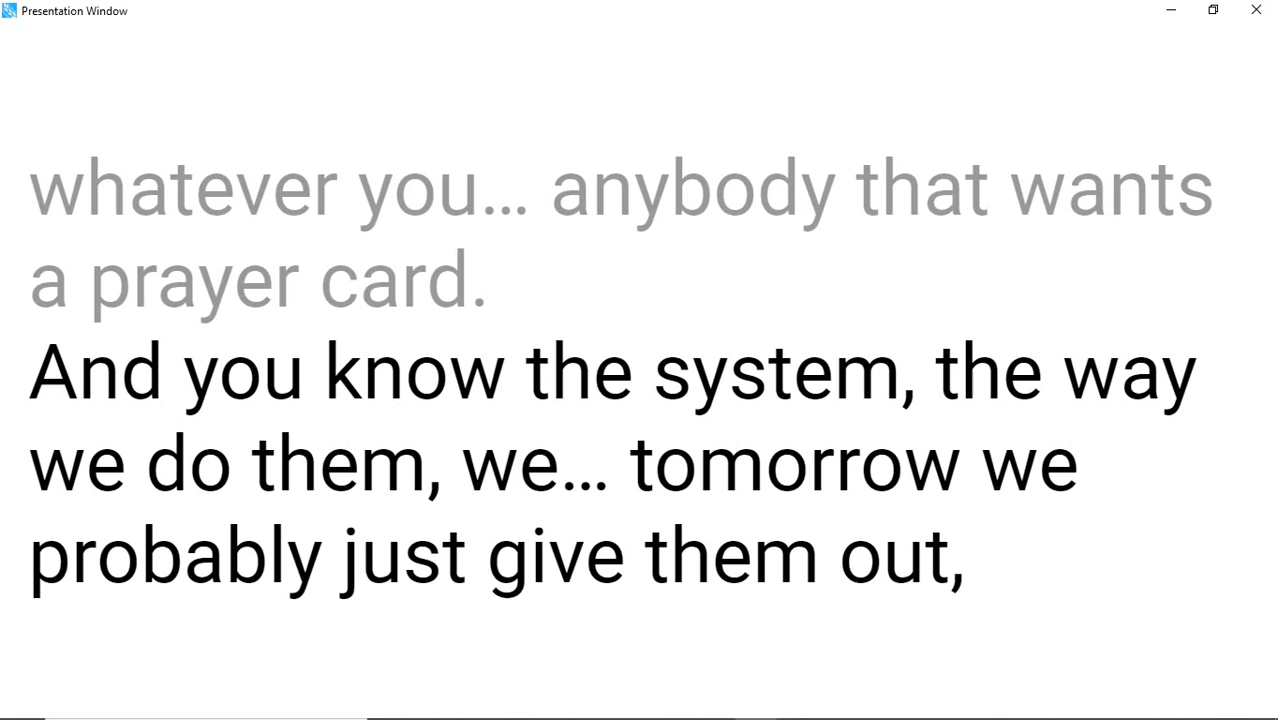 Presentation Window
whatever you… anybody that wants
a prayer card.
And you know the system, the way
we do them, we… tomorrow we
probably just give them out,